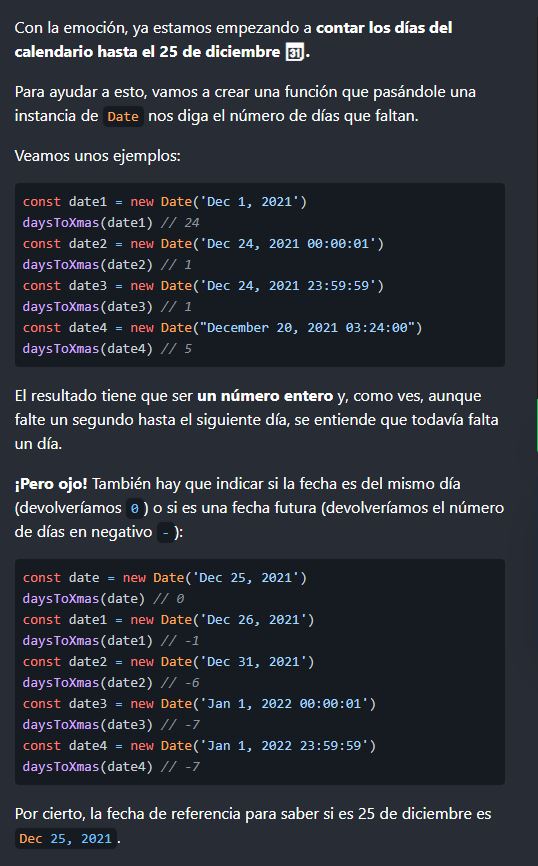 Con la emoción, ya estamos empezando a contar los días del
calendario hasta el 25 de diciembre 31.
Para ayudar a esto, vamos a crear una función que pasándole una
instancia de Date nos diga el número de días que faltan.
Veamos unos ejemplos:
const date1 = new Date('Dec 1, 2021')
daysToXmas(date1) // 24
const date2 = new Date('Dec 24, 2021 00:00:01')
daysToXmas(date2) // 1
const date3 = new Date('Dec 24, 2021 23:59:59')
daysToXmas(date3) // 1
const date4 = new Date("December 20, 2021 03:24:00")
daysToXmas(date4) // 5
El resultado tiene que ser un número entero y, como ves, aunque
falte un segundo hasta el siguiente día, se entiende que todavía falta
un día.
¡Pero ojo! También hay que indicar si la fecha es del mismo día
(devolveríamos 0) o si es una fecha futura (devolveríamos el número
de días en negativo -):
const date = new Date('Dec 25, 2021')
daysToXmas(date) // 0
const date1 = new Date('Dec 26, 2021')
daysToXmas(date1) // -1
const date2 = new Date('Dec 31, 2021')
daysToXmas(date2) // -6
const date3 = new Date('Jan 1, 2022 00:00:01')
daysToXmas(date3) // -7
const date4 = new Date('Jan 1, 2022 23:59:59')
daysToXmas(date4) // -7
Por cierto, la fecha de referencia para saber si es 25 de diciembre es
Dec 25, 2021.